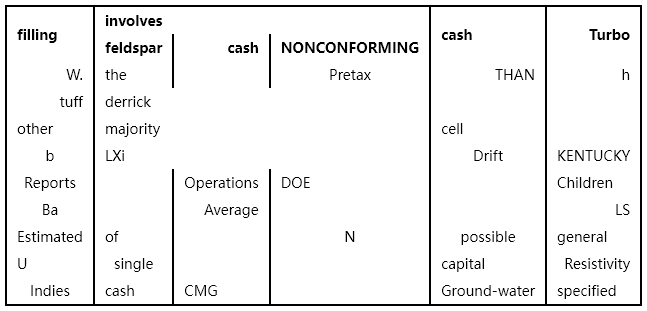 filling involves feldspar cash NONCONFORMING cash Turbo
W. the Pretax THAN h
tuff derrick
other majority cell
b LXi Drift KENTUCKY
Reports Operations DOE Children
Ba Average LS
Estimated of N possible general
U single capital Resistivity
Indies cash CMG Ground-water specified